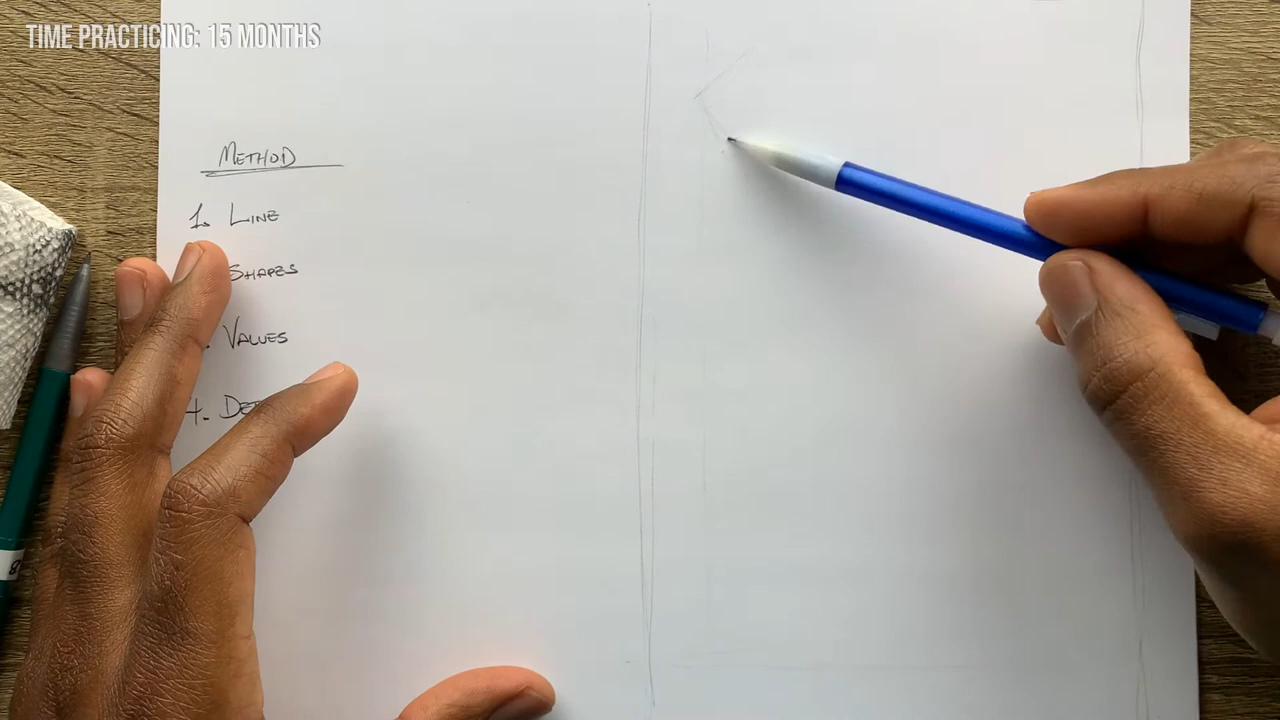 TIME PRACTICING: 15 MONTHS
METHOD
1. LINE
SHAPES
VALUES
4.